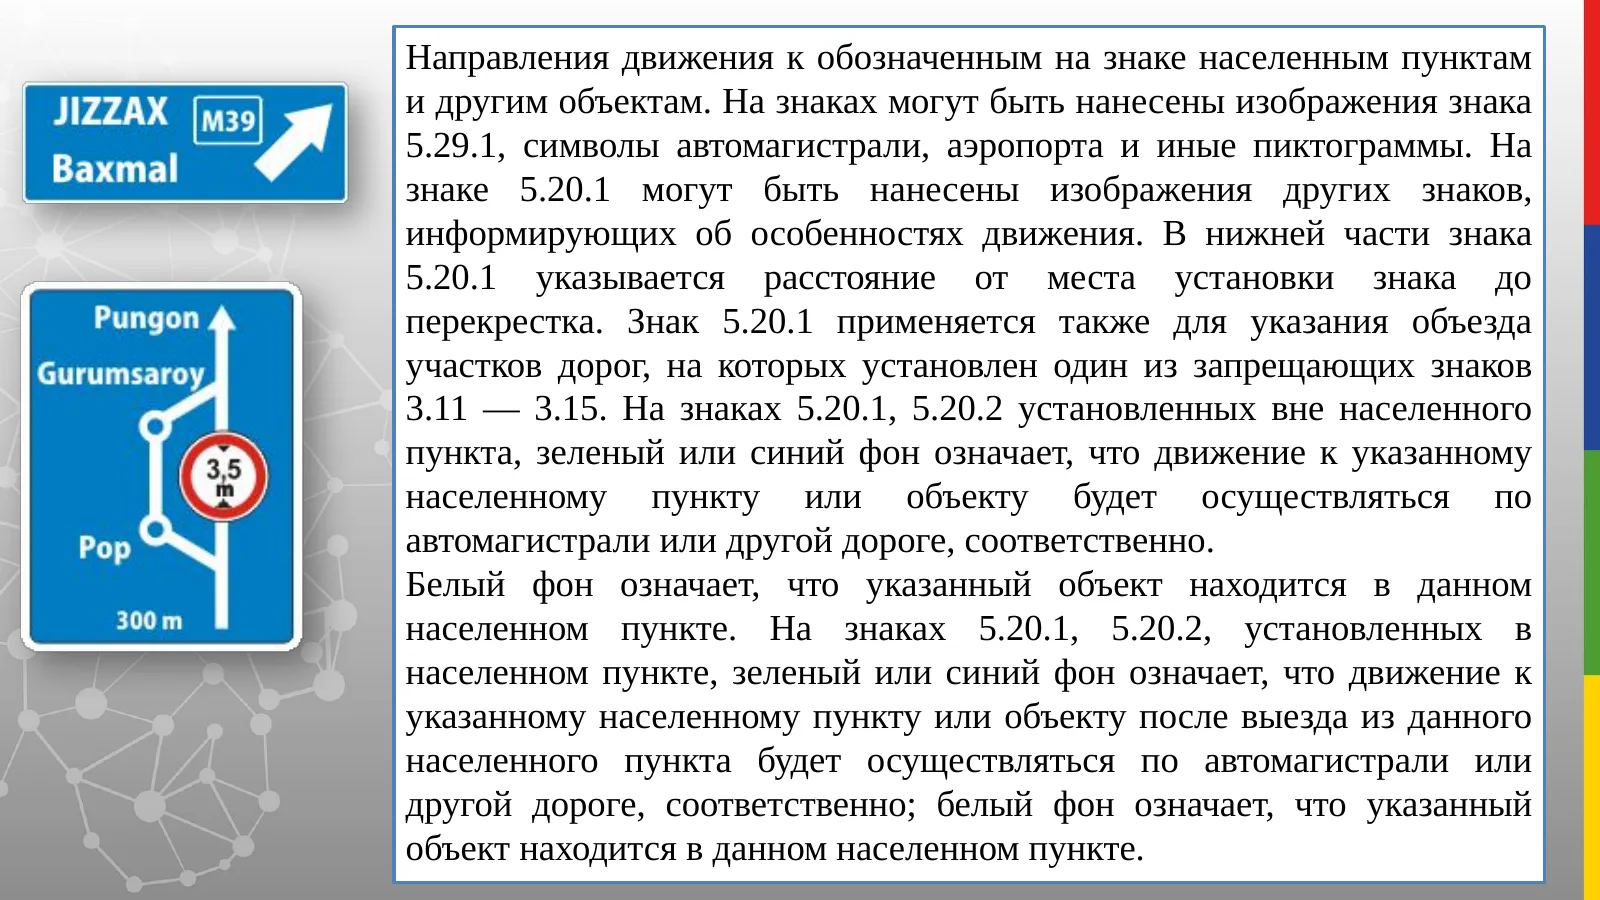 JIZZAX
M39
Baxmal
Pungon
Gurumsaroy
3,5
m
Pop
300 m
Направления движения к обозначенным на знаке населенным пунктам
и другим объектам. На знаках могут быть нанесены изображения знака
5.29.1, символы автомагистрали, аэропорта и иные пиктограммы. На
знаке 5.20.1 могут быть нанесены изображения других знаков,
информирующих об особенностях движения. В нижней части знака
5.20.1 указывается расстояние от места установки знака до
перекрестка. Знак 5.20.1 применяется также для указания объезда
участков дорог, на которых установлен один из запрещающих знаков
3.11 — 3.15. На знаках 5.20.1, 5.20.2 установленных вне населенного
пункта, зеленый или синий фон означает, что движение к указанному
населенному пункту или объекту будет осуществляться по
автомагистрали или другой дороге, соответственно.
Белый фон означает, что указанный объект находится в данном
населенном пункте. На знаках 5.20.1, 5.20.2, установленных в
населенном пункте, зеленый или синий фон означает, что движение к
указанному населенному пункту или объекту после выезда из данного
населенного пункта будет осуществляться по автомагистрали или
другой дороге, соответственно; белый фон означает, что указанный
объект находится в данном населенном пункте.